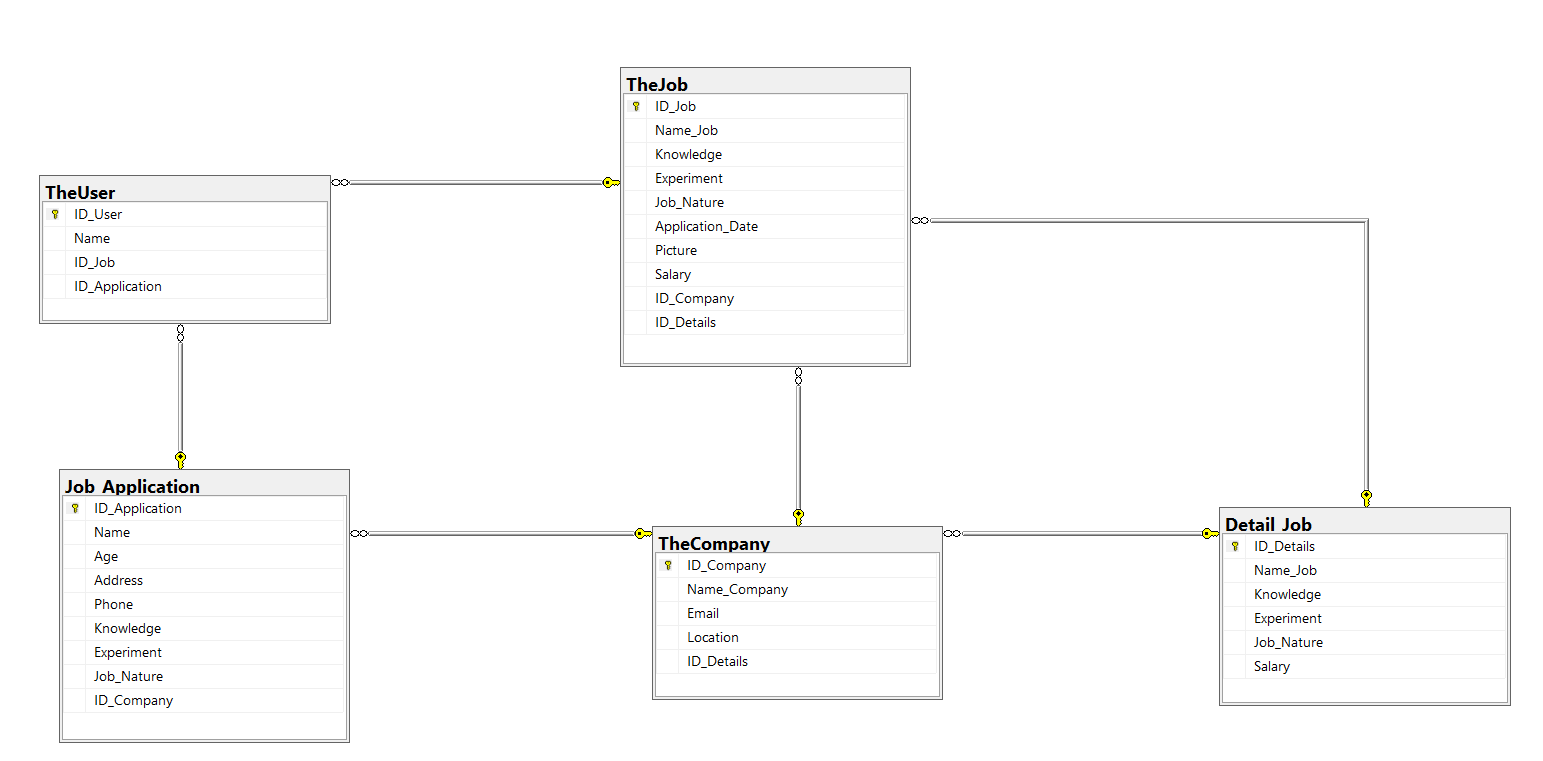 TheJob
ID_Job
Name_Job
Knowledge
Experiment
Job_Nature
Application_Date
Picture
Salary
ID_Company
ID_Details
TheUser
ID_User
Name
ID_Job
ID_Application
Job_Application
ID_Application
Name
Age
Address
Phone
Knowledge
Experiment
Job_Nature
ID_Company
TheCompany
ID_Company
Name_Company
Email
Location
ID_Details
Detail_Job
ID_Details
Name_Job
Knowledge
Experiment
Job_Nature
Salary